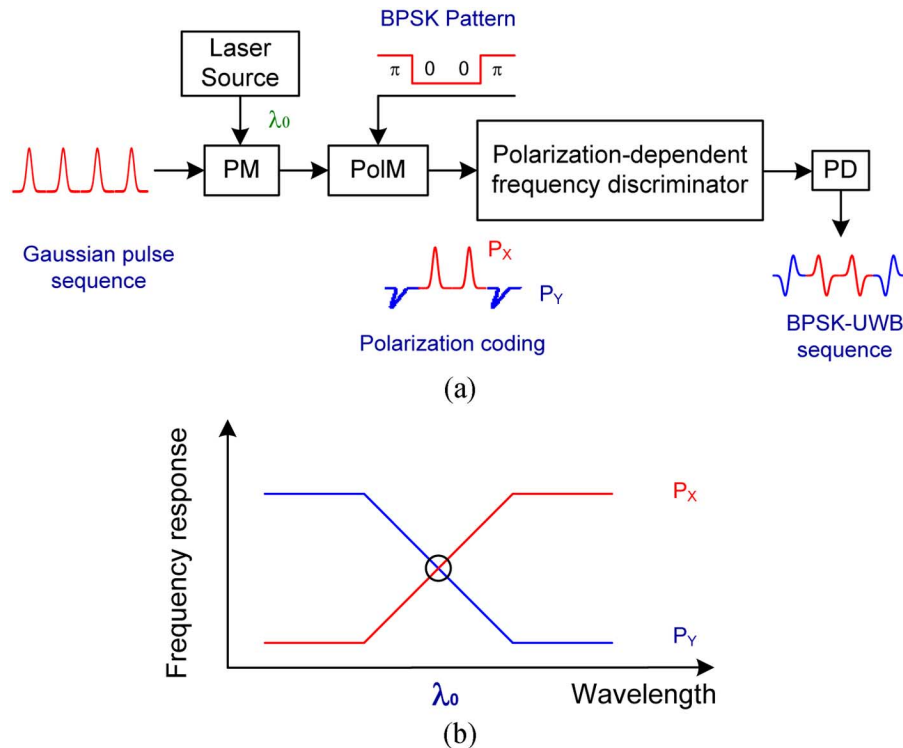 BPSK Pattern
π 0 0 π
Laser
Source
λ₀
PM
PolM
Polarization-dependent
frequency discriminator
PD
Gaussian pulse
sequence
P_X
P_Y
Polarization coding
BPSK-UWB
sequence
(a)
Frequency response
P_X
P_Y
λ₀
Wavelength
(b)